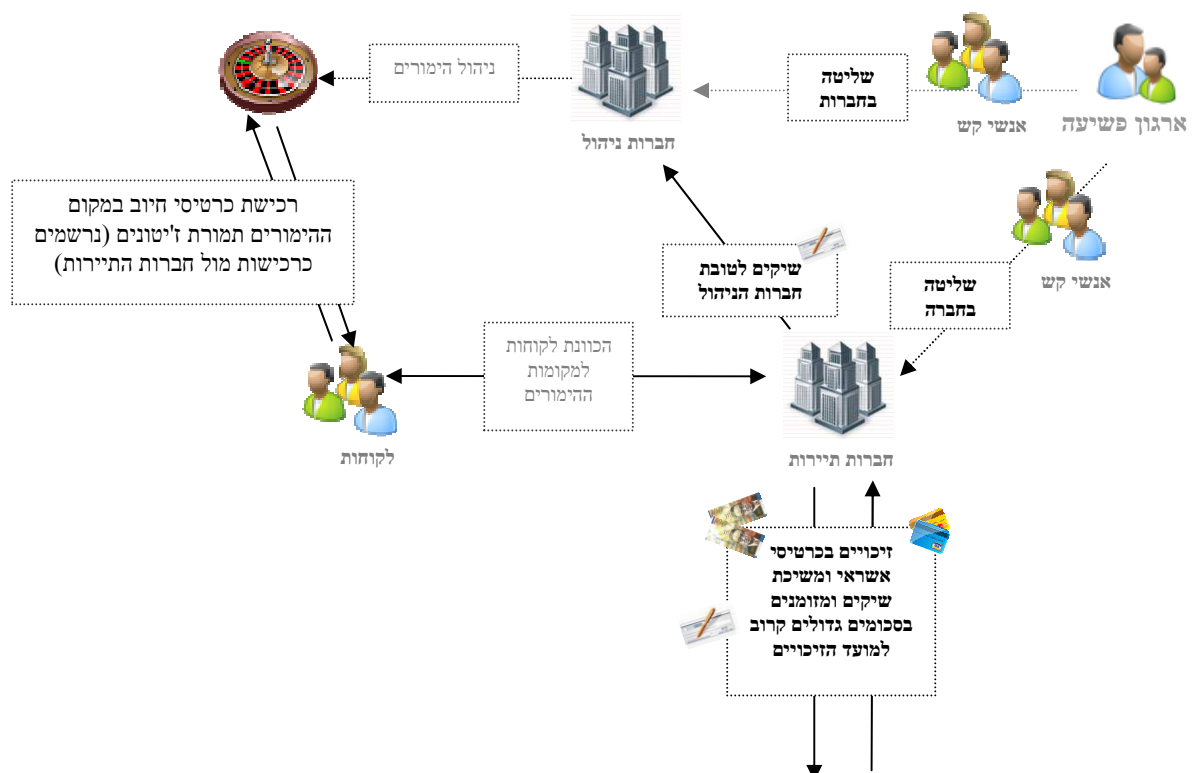 ניהול הימורים
שליטה
בחברות
חברות ניהול
אנשי קש
ארגון פשיעה
רכישת כרטיסי חיוב במקום
ההימורים תמורת ז'יטונים (נרשמים
כרכישות מול חברות התיירות)
שיקים לטובת
חברות הניהול
שליטה
בחברה
אנשי קש
הכוונת לקוחות
למקומות
ההימורים
לקוחות
חברות תיירות
זיכויים בכרטיסי
אשראי ומשיכת
שיקים ומזומנים
בסכומים גדולים קרוב
למועד הזיכויים